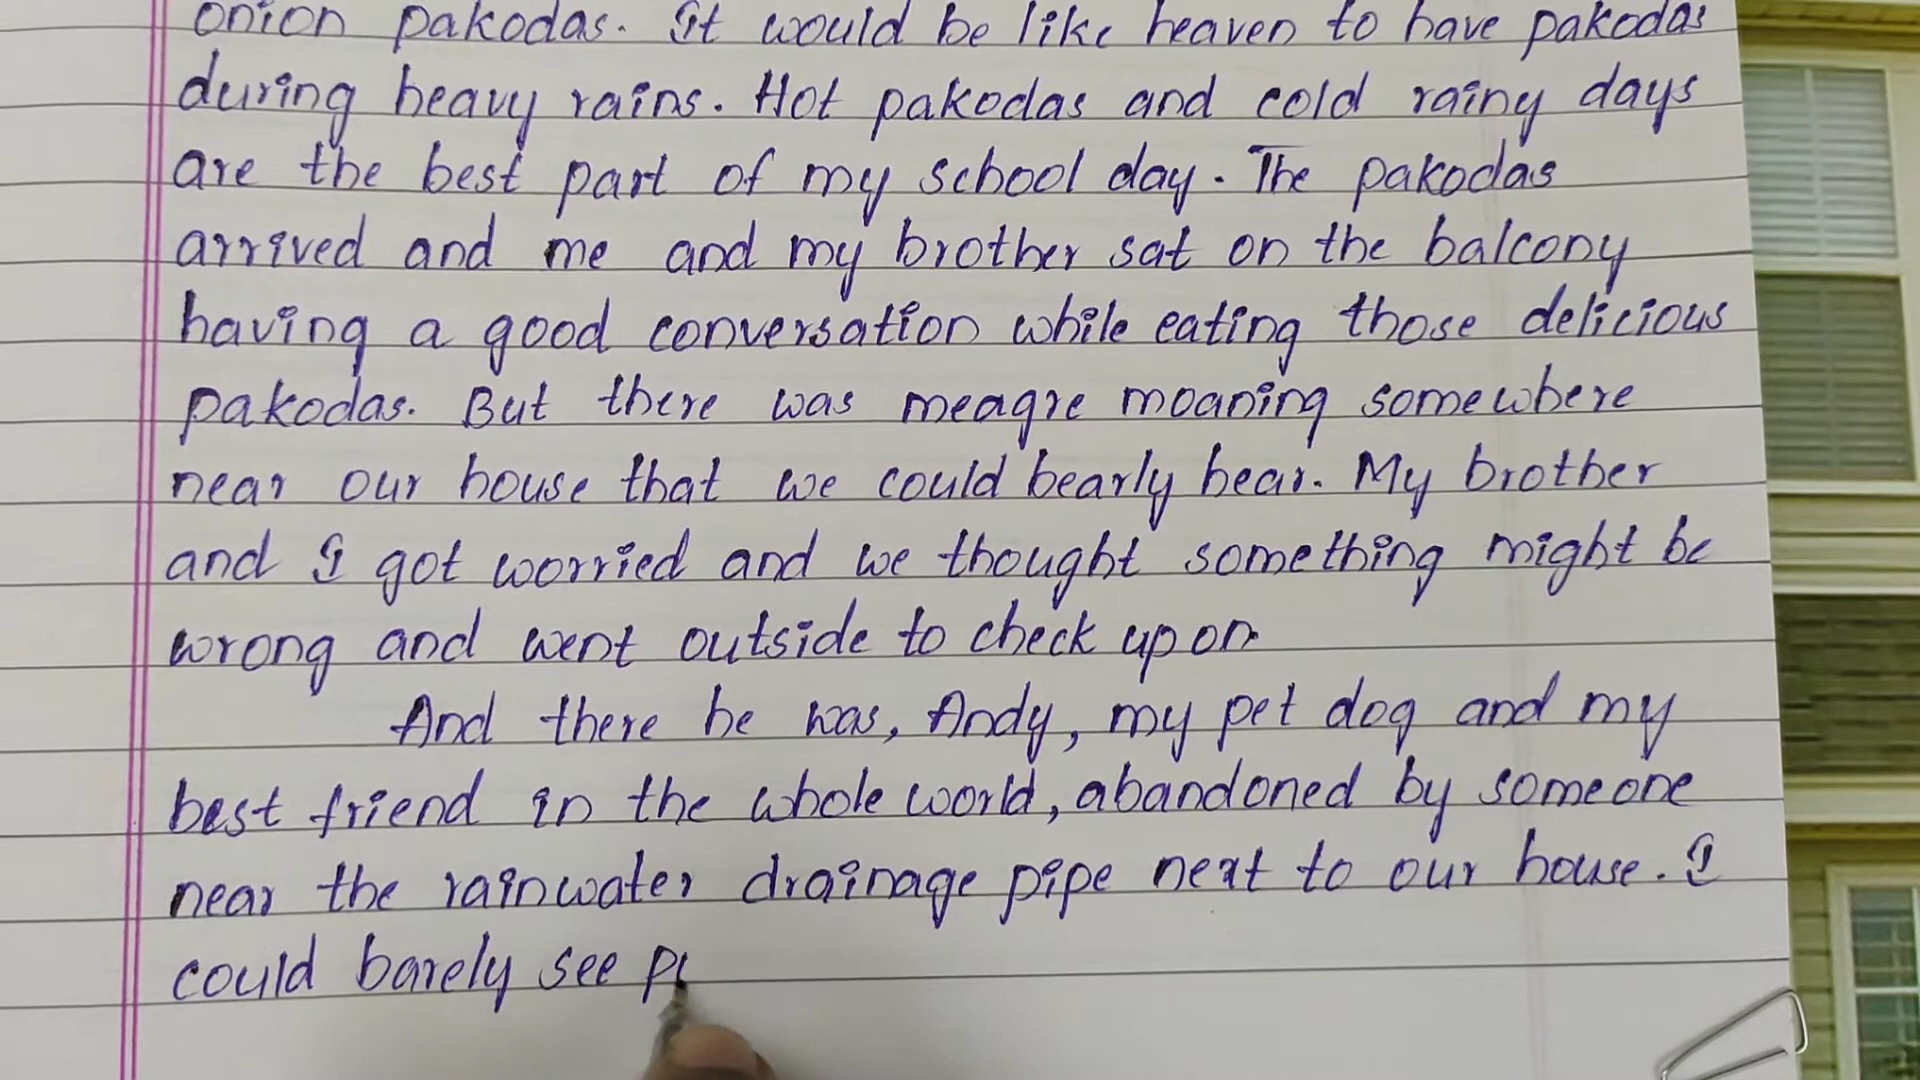 onion pakodas. It would be like heaven to have pakodas
during heavy rains. Hot pakodas and cold rainy days
are the best part of my school day. The pakodas
arrived and me and my brother sat on the balcony
having a good conversation while eating those delicious
pakodas. But there was meagre moaning somewhere
near our house that we could bearly hear. My brother
and I got worried and we thought something might be
wrong and went outside to check upon
And there he was, Andy, my pet dog and my
best friend in the whole world, abandoned by someone
near the rainwater drainage pipe next to our house. I
could barely see